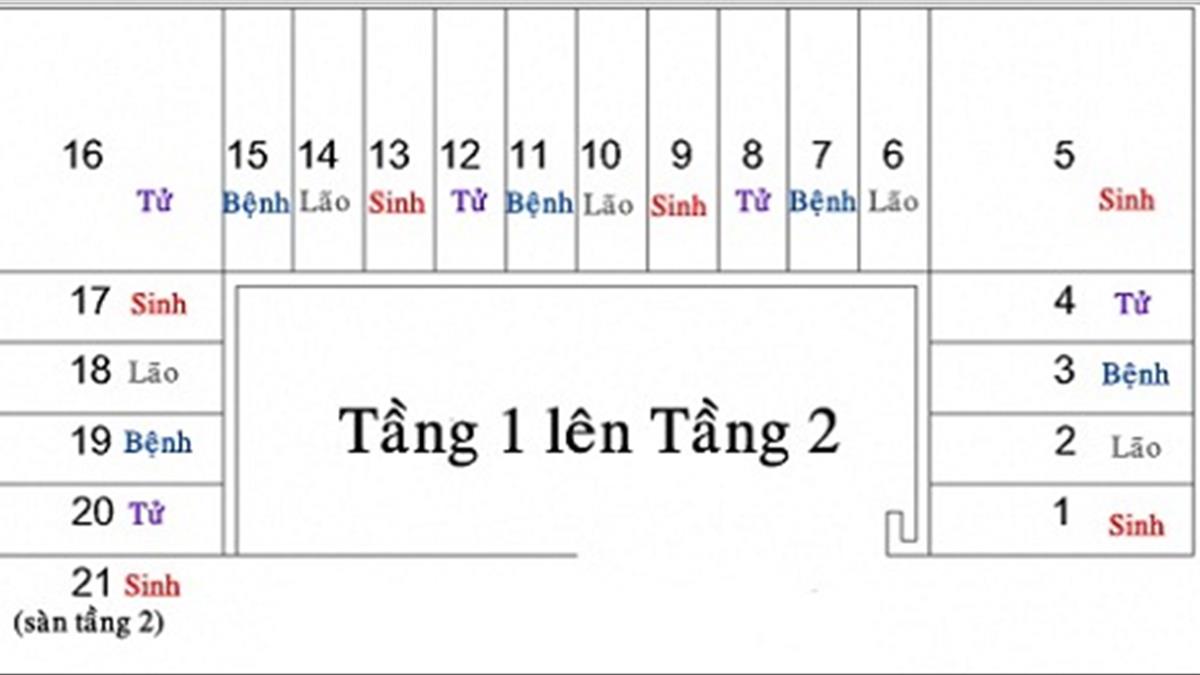 16 15 14 13 12 11 10 9 8 7 6 5
Tử Bệnh Lão Sinh Tử Bệnh Lão Sinh Tử Bệnh Lão Sinh
17 Sinh
4 Tử
18 Lão
3 Bệnh
Tầng 1 lên Tầng 2
19 Bệnh
2 Lão
20 Tử
1 Sinh
21 Sinh
(sàn tầng 2)